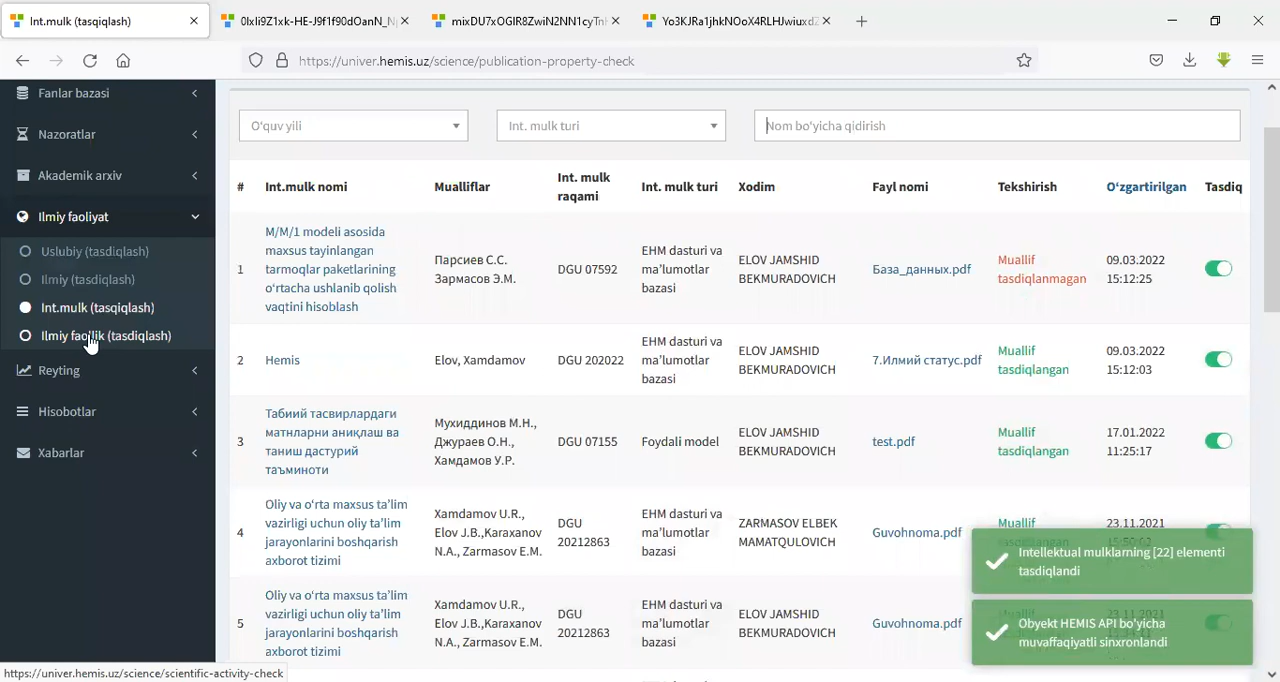 Int.mulk (tasqiqlash)
mixDU7xOGIR8ZwiN2NN1cyTnH
https://univer.hemis.uz/science/publication-property-check
Fanlar bazasi
Nazoratlar
Akademik arxiv
Ilmiy faoliyat
Uslubiy (tasdiqlash)
Ilmiy (tasdiqlash)
Int.mulk (tasqiqlash)
Ilmiy faollik (tasdiqlash)
Reyting
Hisobotlar
Xabarlar
O‘quv yili
Int. mulk turi
Nom bo‘yicha qidirish
# Int.mulk nomi Mualliflar Int. mulk raqami Int. mulk turi Xodim Fayl nomi Tekshirish O‘zgartirilgan Tasdiq
1
M/M/1 modeli asosida
maxsus tayinlangan
tarmoqlar paketlarining
o‘rtacha ushlanib qolish
vaqtini hisoblash
Парсиев С.С.
Зармасов Э.М.
DGU 07592
EHM dasturi va
ma’lumotlar
bazasi
ELOV JAMSHID
BEKMURADOVICH
База_данных.pdf
Muallif
tasdiqlanmagan
09.03.2022
15:12:25
2
Hemis
Elov, Xamdamov
DGU 202022
EHM dasturi va
ma’lumotlar
bazasi
ELOV JAMSHID
BEKMURADOVICH
7.Илмий статус.pdf
Muallif
tasdiqlangan
09.03.2022
15:12:03
3
Табиий тасвирлардаги
матнларни аниқлаш ва
таниш дастурий
таъминоти
Мухиддинов М.Н.,
Джураев О.Н.,
Хамдамов У.Р.
DGU 07155
Foydali model
ELOV JAMSHID
BEKMURADOVICH
test.pdf
Muallif
tasdiqlangan
17.01.2022
11:25:17
4
Oliy va o‘rta maxsus ta’lim
vazirligi uchun oliy ta’lim
jarayonlarini boshqarish
axborot tizimi
Xamdamov U.R.,
Elov J.B.,Karaxanov
N.A., Zarmasov E.M.
DGU
20212863
EHM dasturi va
ma’lumotlar
bazasi
ZARMASOV ELBEK
MAMATQULOVICH
Guvohnoma.pdf
Muallif
23.11.2021
5
Oliy va o‘rta maxsus ta’lim
vazirligi uchun oliy ta’lim
jarayonlarini boshqarish
axborot tizimi
Xamdamov U.R.,
Elov J.B.,Karaxanov
N.A., Zarmasov E.M.
DGU
20212863
EHM dasturi va
ma’lumotlar
bazasi
ELOV JAMSHID
BEKMURADOVICH
Guvohnoma.pdf
Intellektual mulklarning [22] elementi
tasdiqlandi
Obyekt HEMIS API bo‘yicha
muvaffaqiyatli sinxronlandi
https://univer.hemis.uz/science/scientific-activity-check